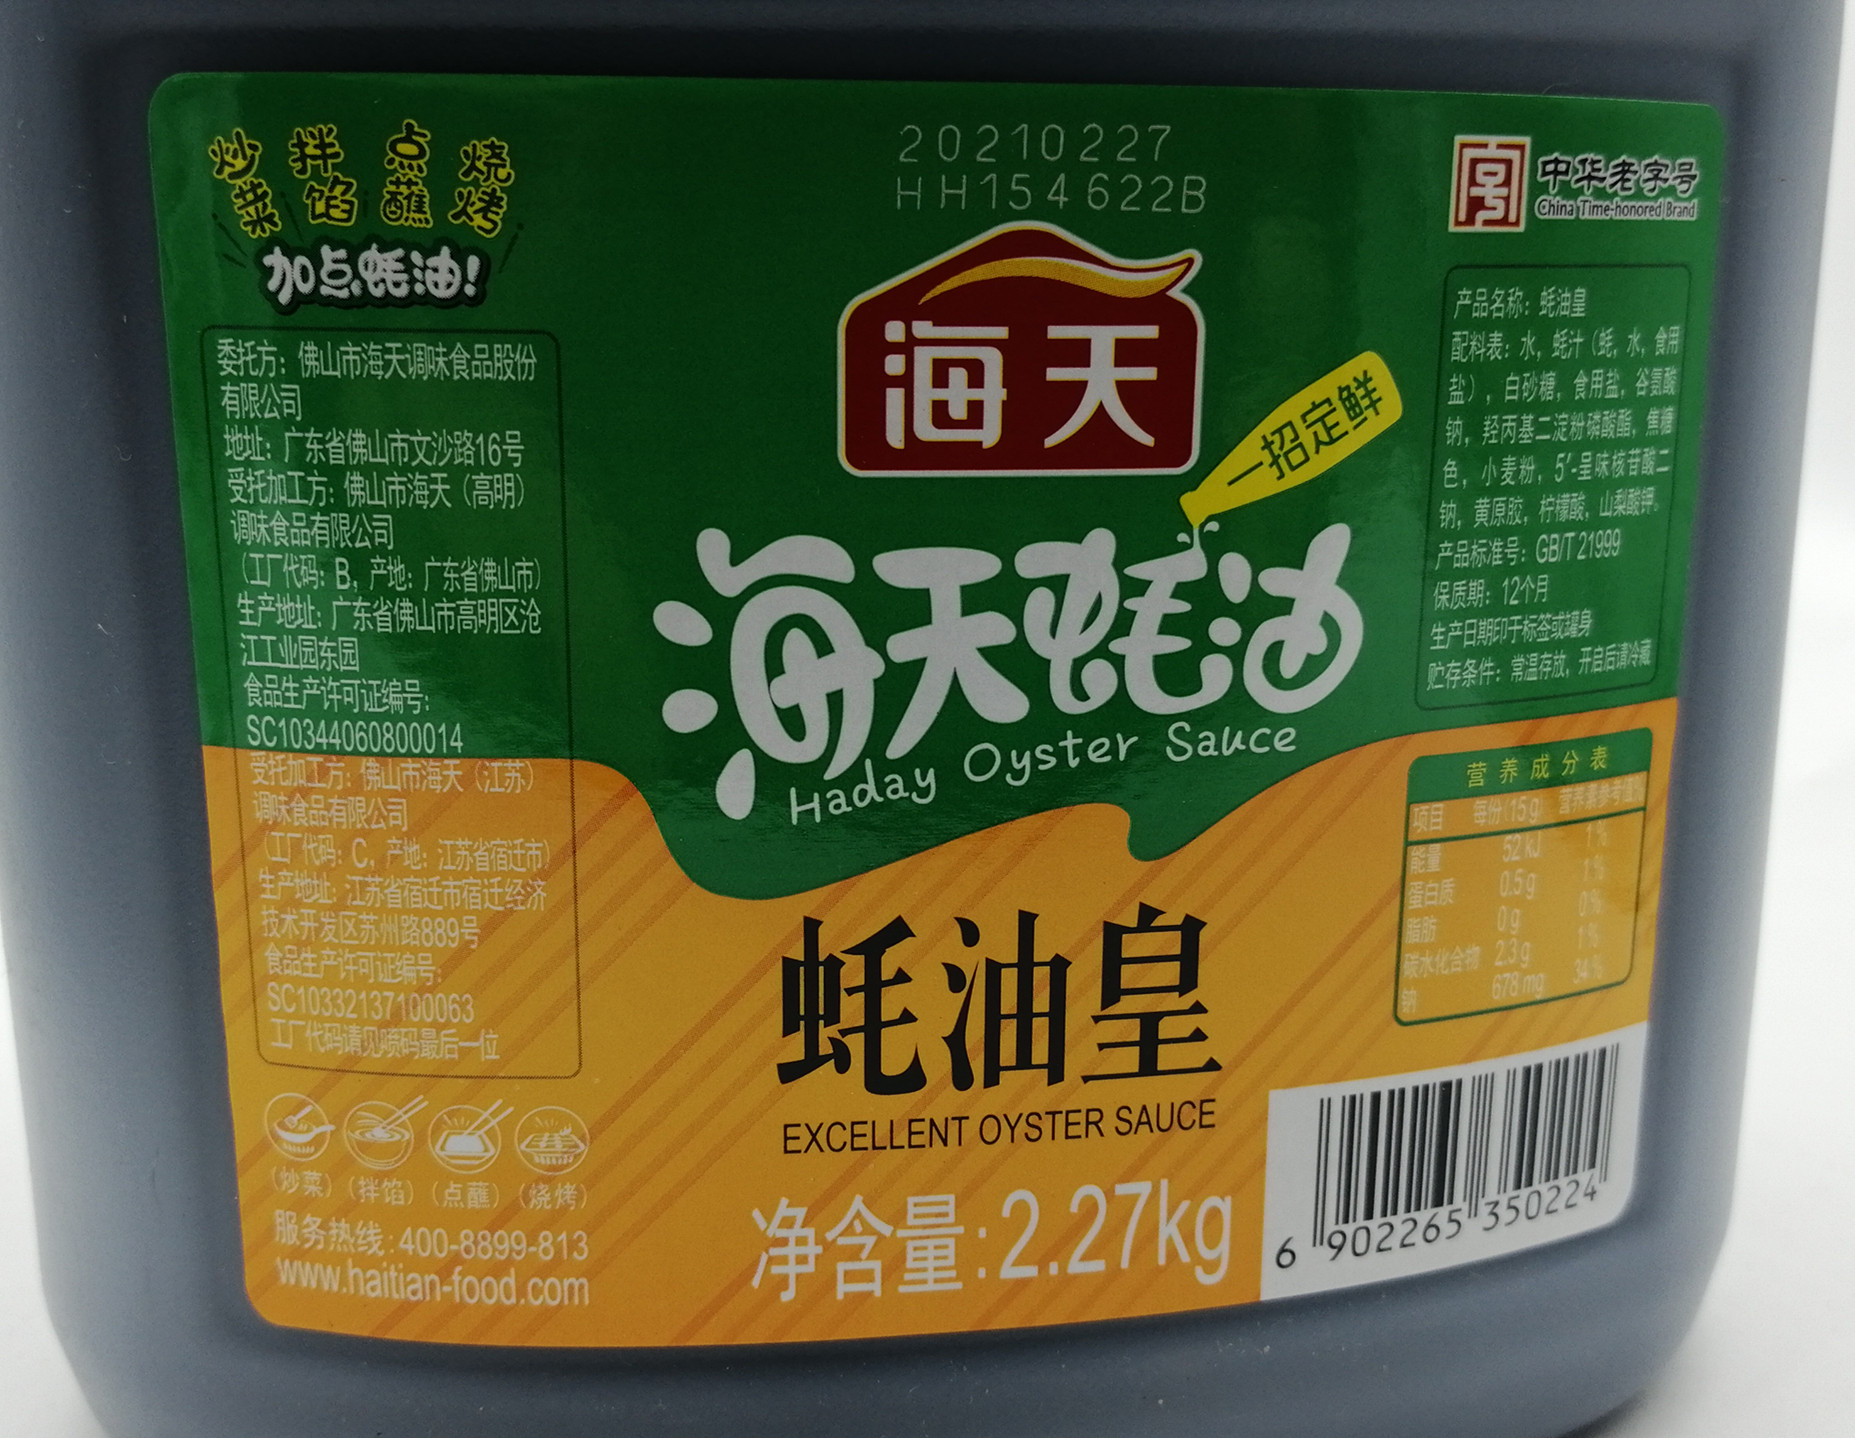 炒菜 拌馅 点蘸 烧烤
加点蚝油!
委托方：佛山市海天调味食品股份
有限公司
地址：广东省佛山市文沙路16号
受托加工方：佛山市海天（高明）
调味食品有限公司
（工厂代码：B，产地：广东省佛山市）
生产地址：广东省佛山市高明区沧
江工业园东园
食品生产许可证编号：
SC10344060800014
受托加工方：佛山市海天（江苏）
调味食品有限公司
（工厂代码：C，产地：江苏省宿迁市）
生产地址：江苏省宿迁市宿迁经济
技术开发区苏州路889号
食品生产许可证编号：
SC10332137100063
工厂代码请见喷码最后一位
（炒菜）（拌馅）（点蘸）（烧烤）
服务热线:400-8899-813
www.haitian-food.com
20210227
HH154622B
海天
一招定鲜
海天蚝油
Haday Oyster Sauce
蚝油皇
EXCELLENT OYSTER SAUCE
净含量:2.27kg
中华老字号
China Time-honored Brand
产品名称：蚝油皇
配料表：水，蚝汁（蚝，水，食用
盐），白砂糖，食用盐，谷氨酸
钠，羟丙基二淀粉磷酸酯，焦糖
色，小麦粉，5′-呈味核苷酸二
钠，黄原胶，柠檬酸，山梨酸钾。
产品标准号：GB/T 21999
保质期：12个月
生产日期印于标签或罐身
贮存条件：常温存放，开启后请冷藏
营养成分表
项目 每份(15g) 营养素参考值%
能量 52 kJ 1%
蛋白质 0.5 g 1%
脂肪 0 g 0%
碳水化合物 2.3 g 1%
钠 678 mg 34%
6 902265 350224